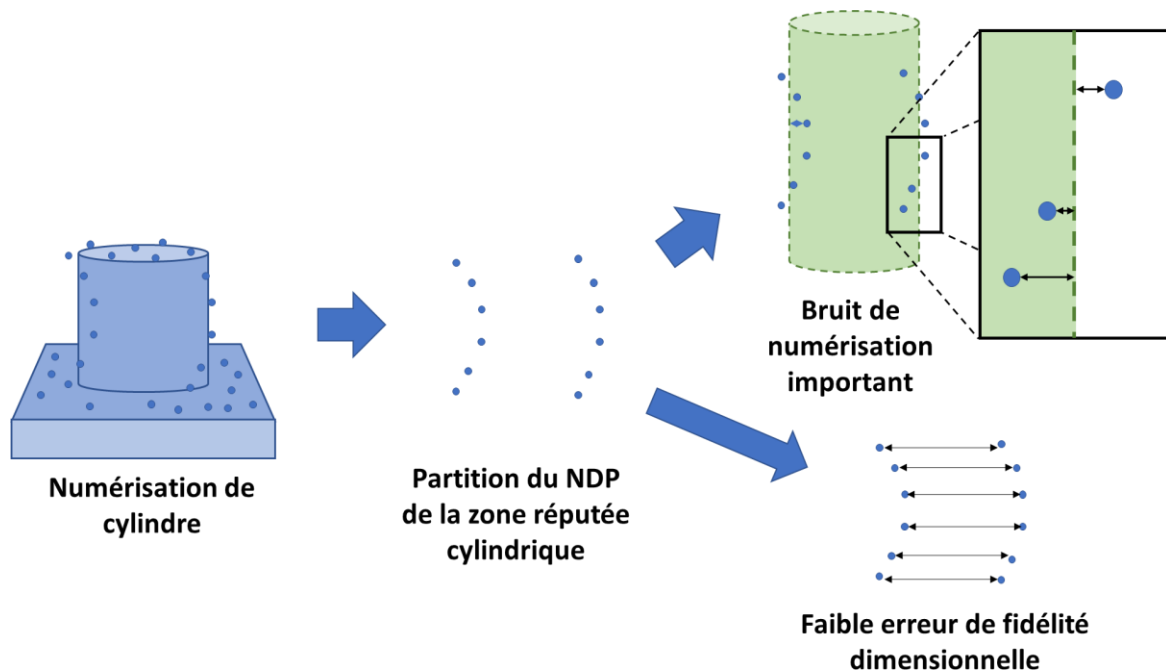 Numérisation de
cylindre
Partition du NDP
de la zone réputée
cylindrique
Bruit de
numérisation
important
Faible erreur de fidélité
dimensionnelle